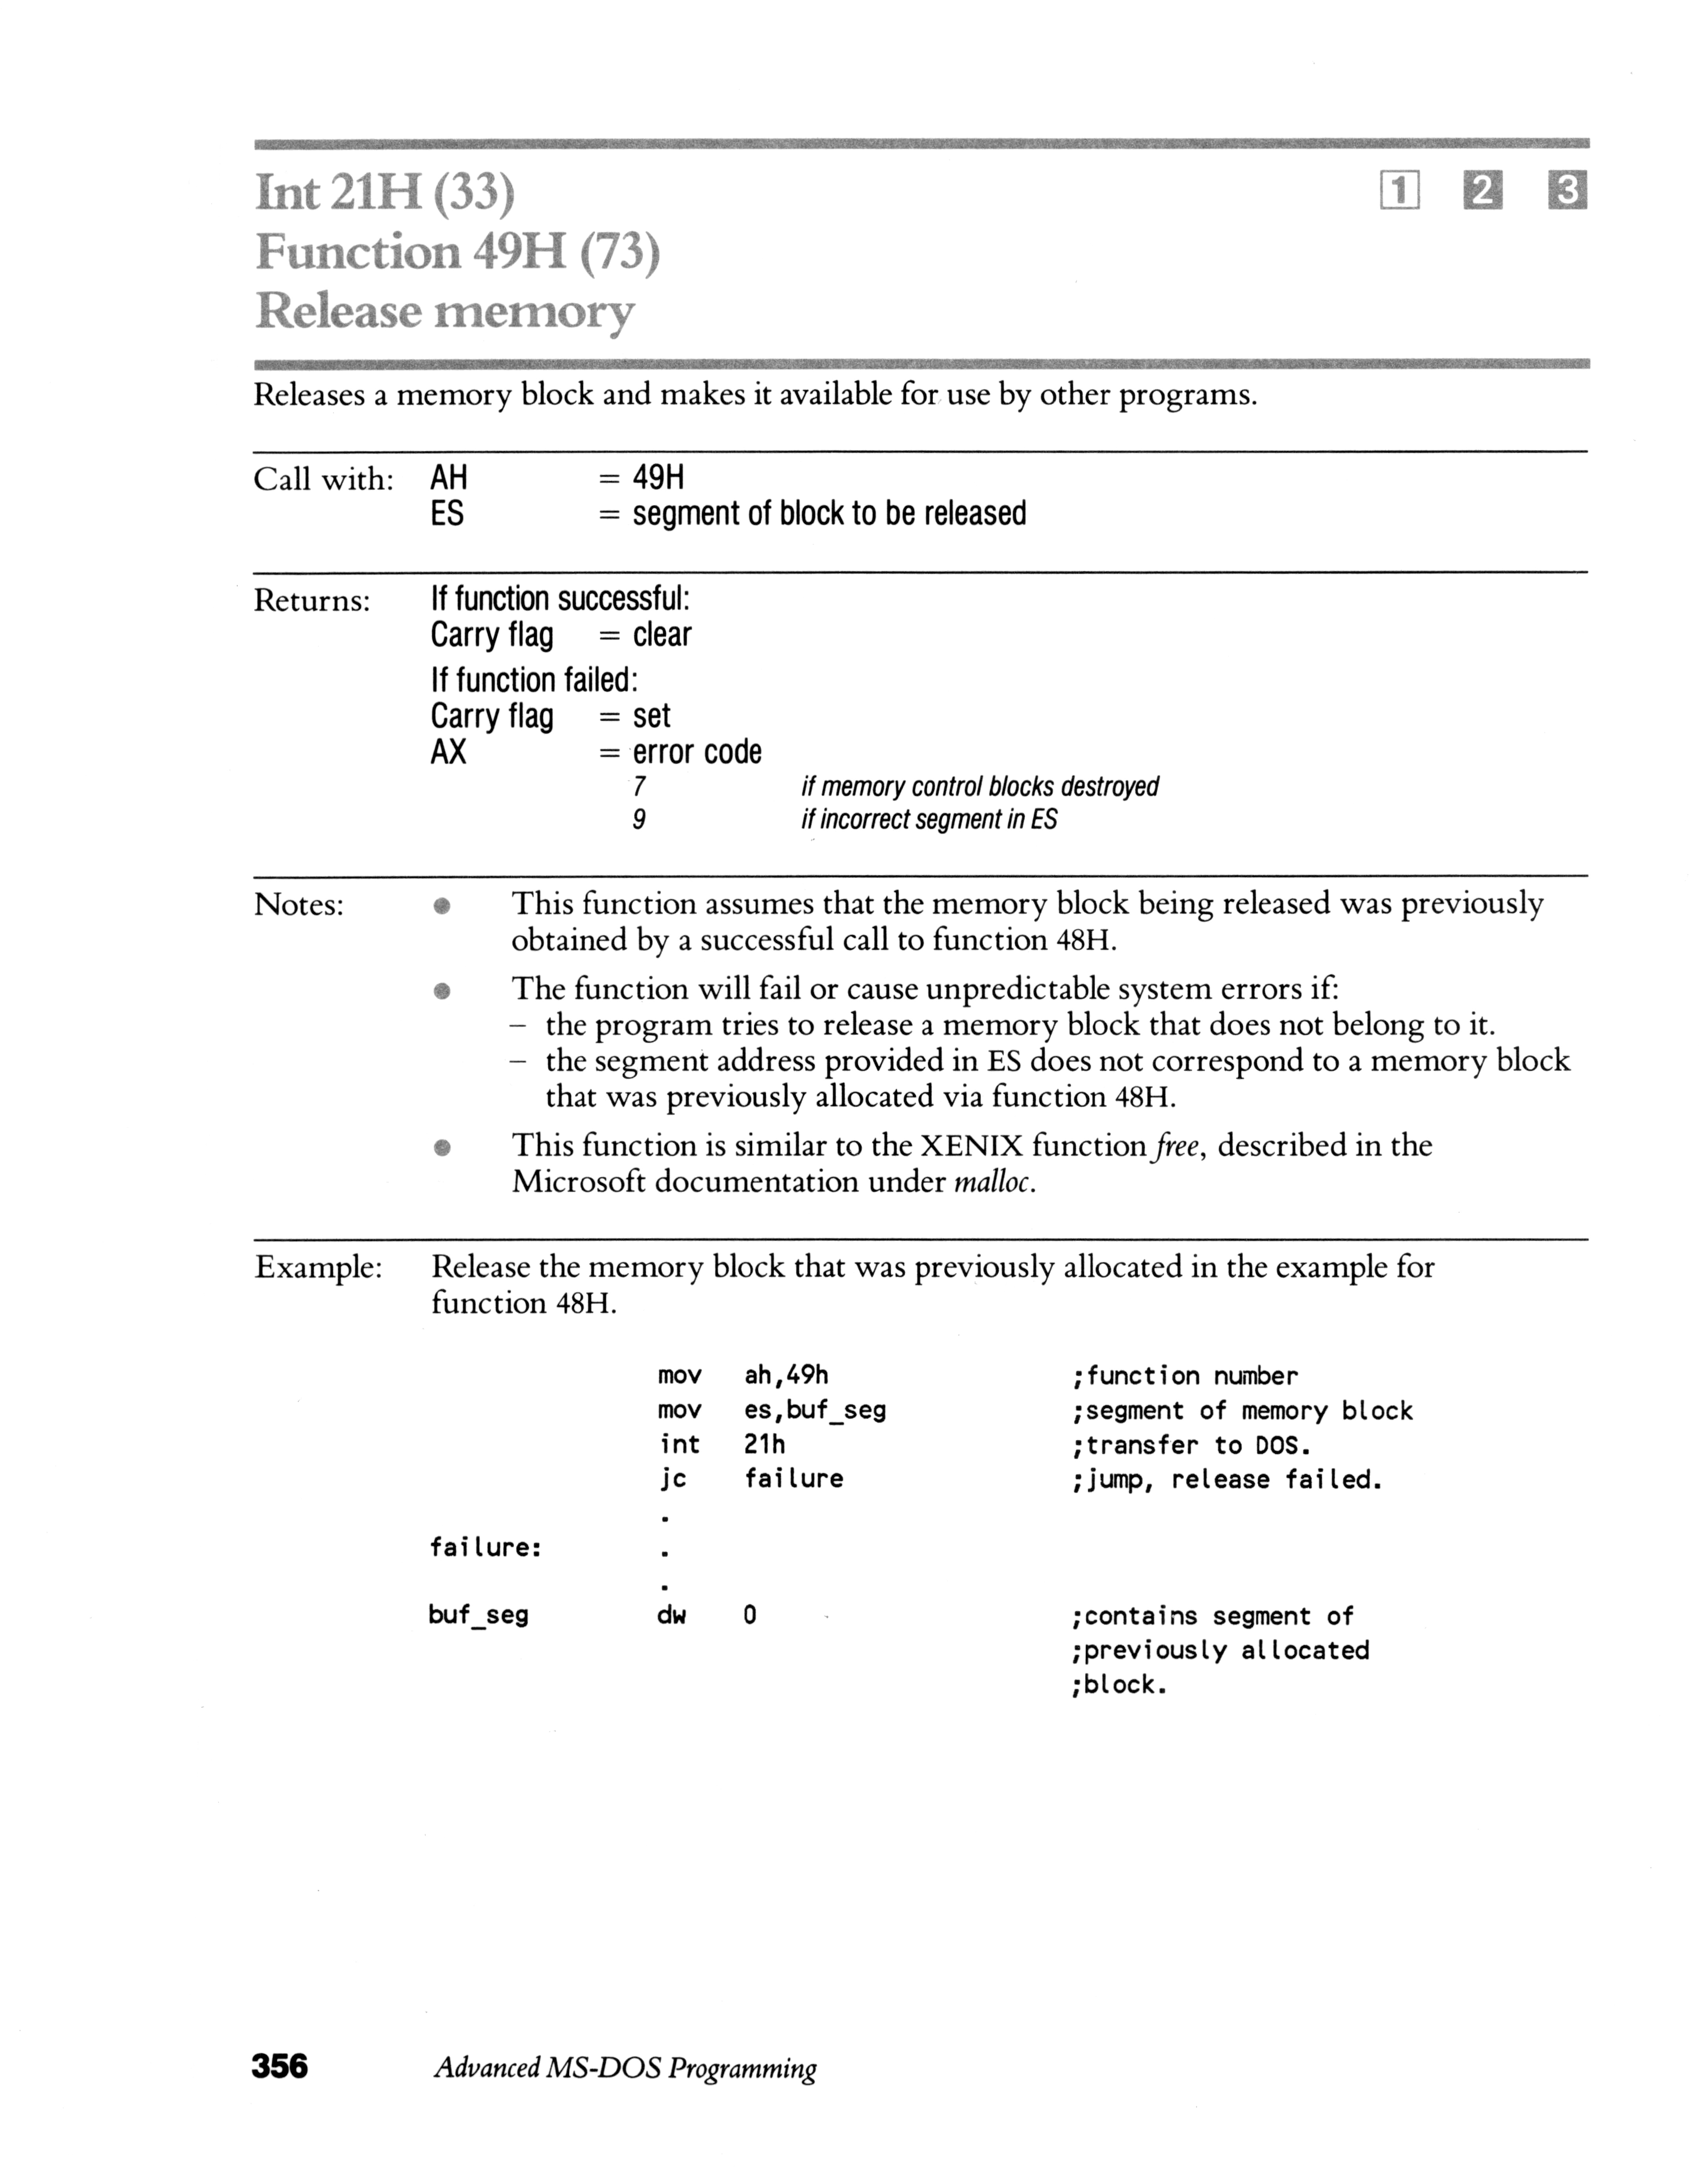 Int 21H (33) 1 2 3
Function 49H (73)
Release memory
Releases a memory block and makes it available for use by other programs.
Call with: AH = 49H
ES = segment of block to be released
Returns: If function successful:
Carry flag = clear
If function failed:
Carry flag = set
AX = error code
7 if memory control blocks destroyed
9 if incorrect segment in ES
Notes: ● This function assumes that the memory block being released was previously
obtained by a successful call to function 48H.
● The function will fail or cause unpredictable system errors if:
– the program tries to release a memory block that does not belong to it.
– the segment address provided in ES does not correspond to a memory block
that was previously allocated via function 48H.
● This function is similar to the XENIX function free, described in the
Microsoft documentation under malloc.
Example: Release the memory block that was previously allocated in the example for
function 48H.
mov ah,49h ;function number
mov es,buf_seg ;segment of memory block
int 21h ;transfer to DOS.
jc failure ;jump, release failed.
.
failure: .
.
buf_seg dw 0 ;contains segment of
;previously allocated
;block.
356 Advanced MS-DOS Programming